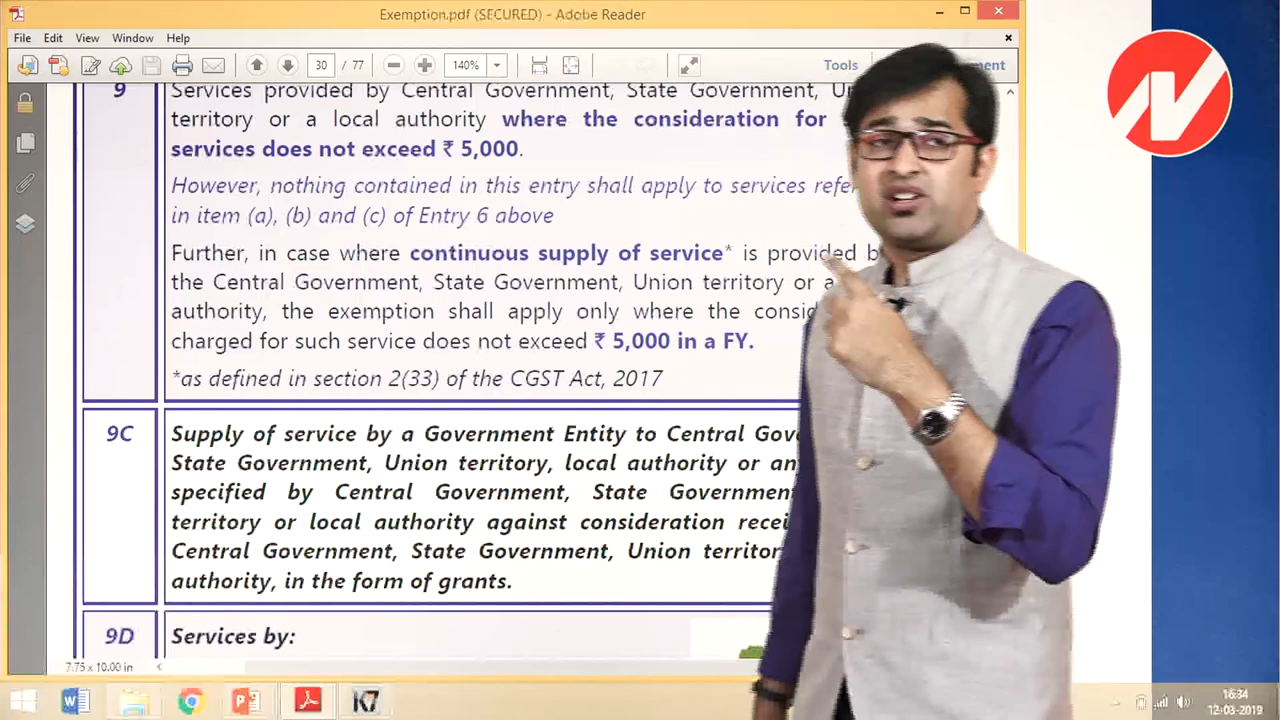 Exemption.pdf (SECURED) - Adobe Reader
File Edit View Window Help
30 / 77
140%
Tools
9
Services provided by Central Government, State Government,
territory or a local authority where the consideration for
services does not exceed ₹ 5,000.
However, nothing contained in this entry shall apply to services
in item (a), (b) and (c) of Entry 6 above
Further, in case where continuous supply of service* is provided
the Central Government, State Government, Union territory or a
authority, the exemption shall apply only where the
charged for such service does not exceed ₹ 5,000 in a FY.
*as defined in section 2(33) of the CGST Act, 2017
9C
Supply of service by a Government Entity to Central
State Government, Union territory, local authority or
specified by Central Government, State Government
territory or local authority against consideration
Central Government, State Government, Union
authority, in the form of grants.
9D
Services by:
7.75 x 10.00 in
16:34
12-03-2019